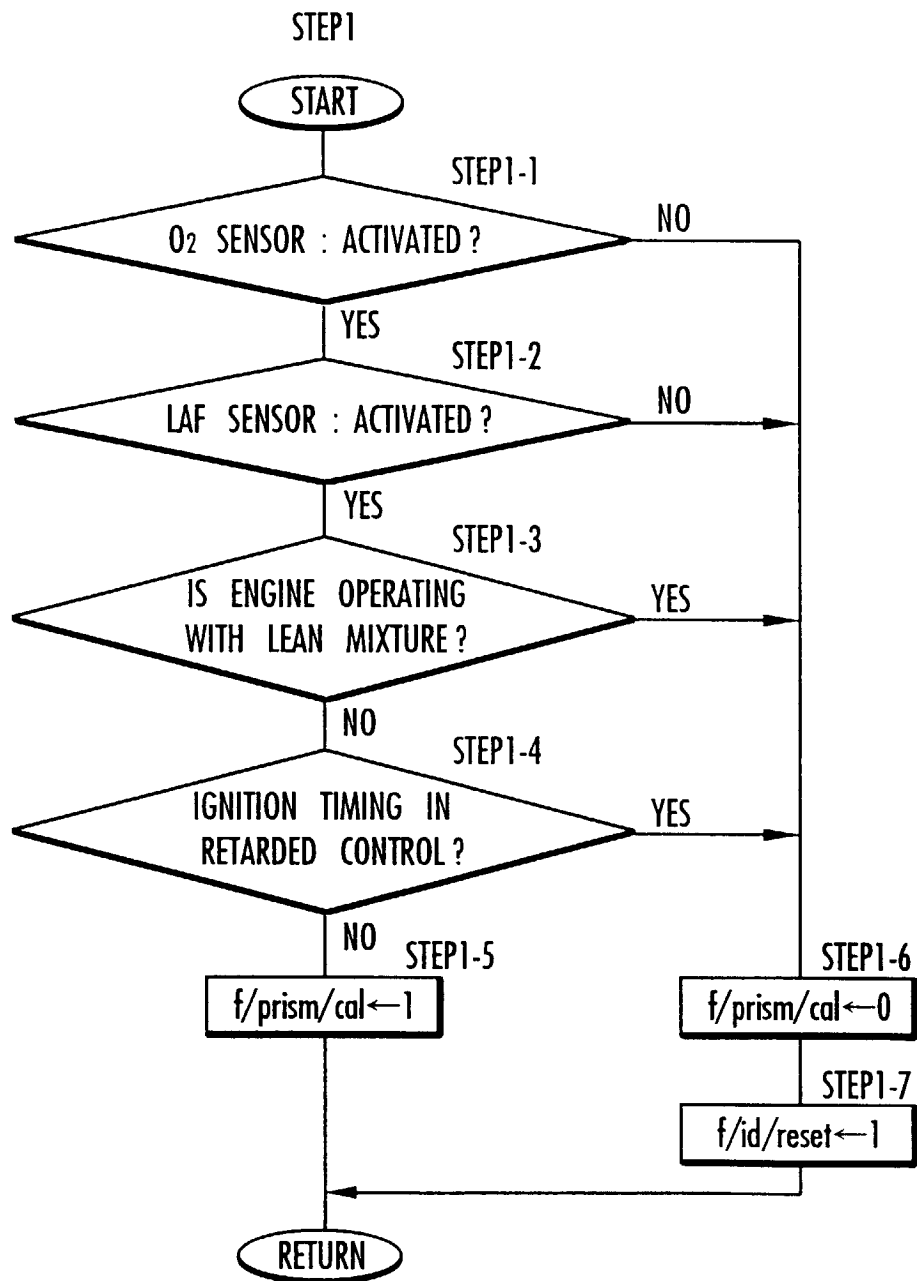 STEP1
START
STEP1-1
O2 SENSOR : ACTIVATED ?
NO
YES
STEP1-2
LAF SENSOR : ACTIVATED ?
NO
YES
STEP1-3
IS ENGINE OPERATING
WITH LEAN MIXTURE ?
YES
NO
STEP1-4
IGNITION TIMING IN
RETARDED CONTROL ?
YES
NO
STEP1-5
f/prism/cal←1
STEP1-6
f/prism/cal←0
STEP1-7
f/id/reset←1
RETURN